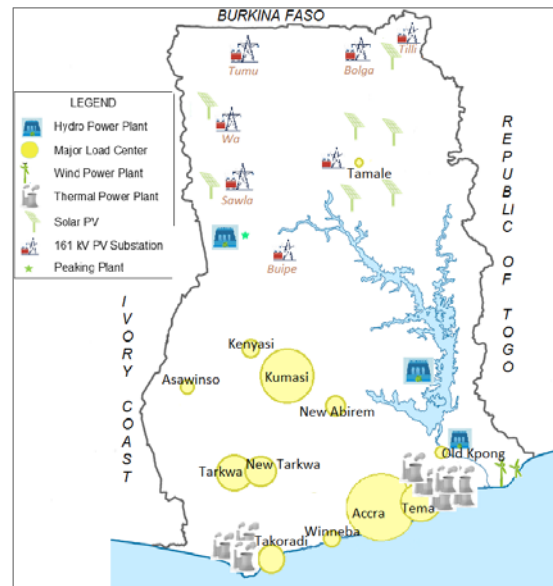 BURKINA FASO
Tilli
Tumu
Bolga
LEGEND
Hydro Power Plant
Major Load Center
Wind Power Plant
Thermal Power Plant
Solar PV
161 kV PV Substation
Peaking Plant
Wa
Tamale
Sawla
Buipe
REPUBLIC OF TOGO
IVORY COAST
Kenyasi
Kumasi
Asawinso
New Abirem
Old Kpong
Tarkwa
New Tarkwa
Accra
Tema
Winneba
Takoradi